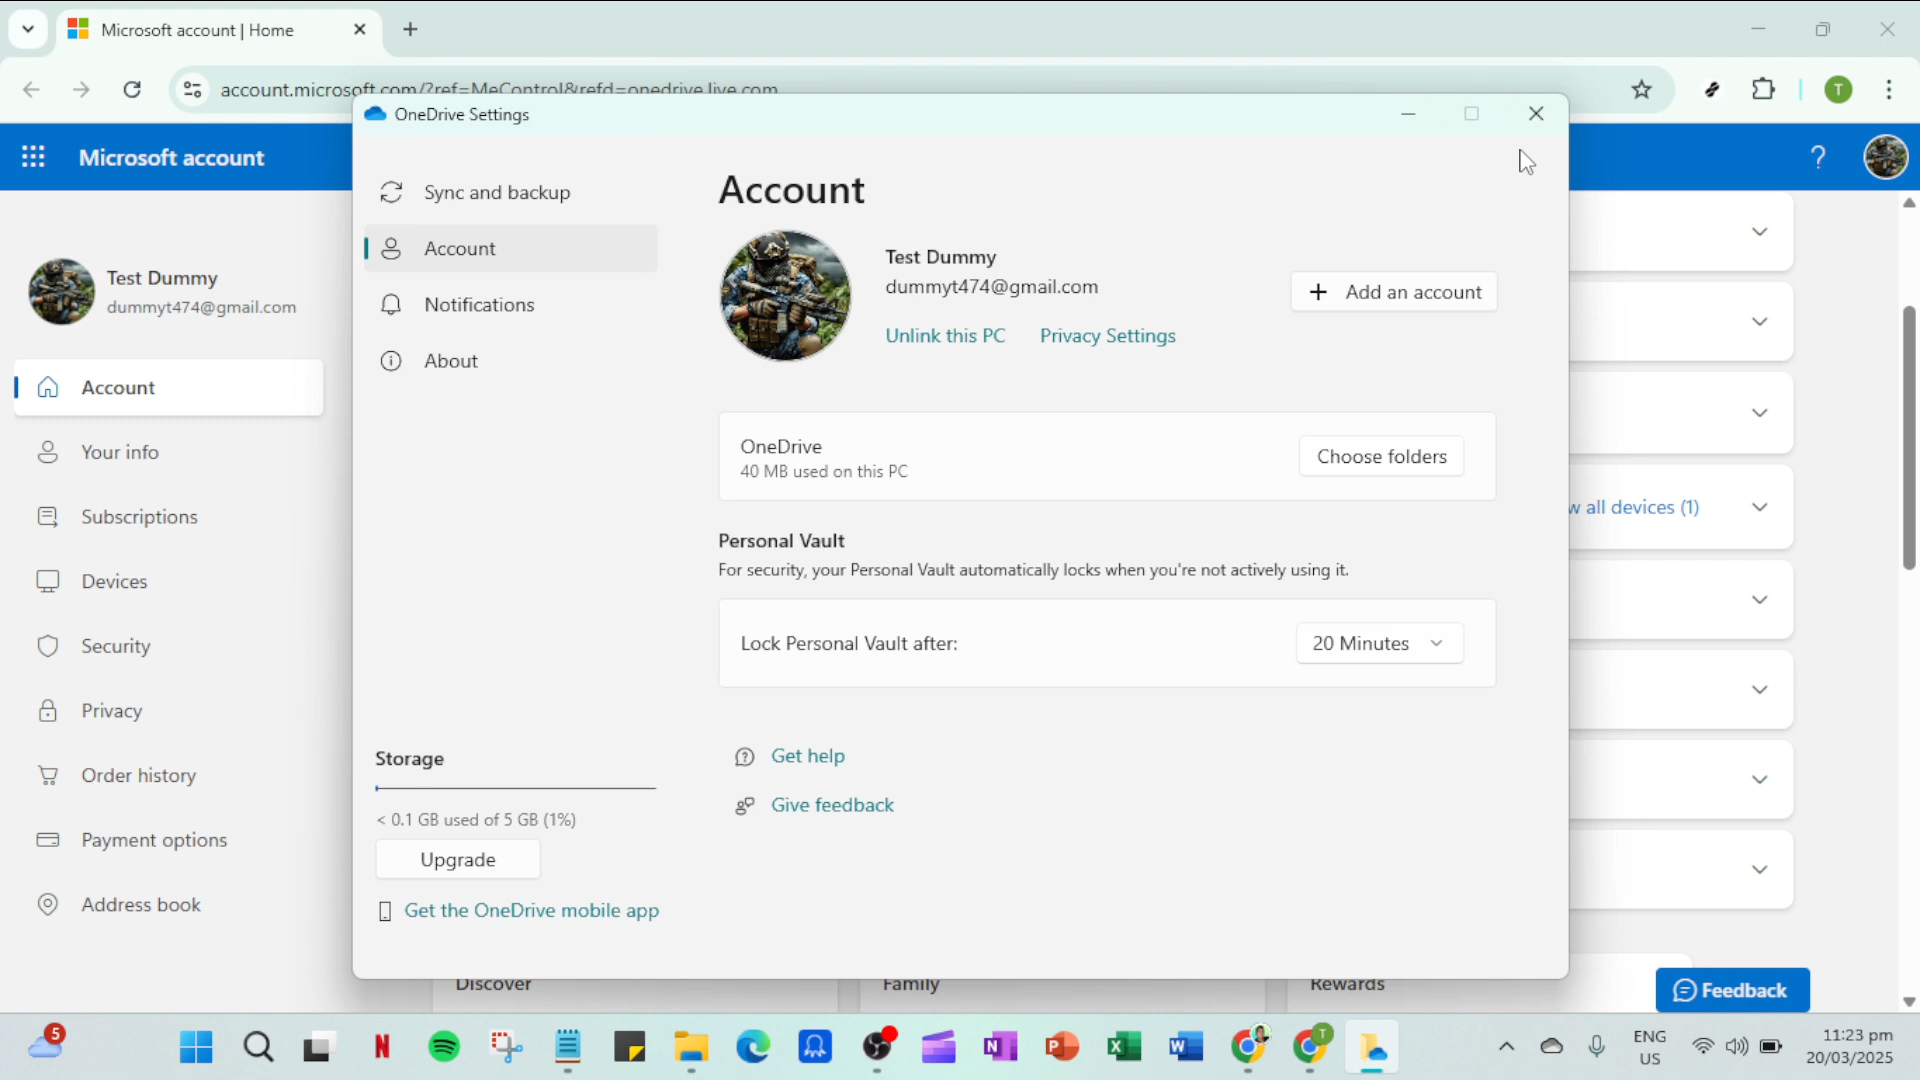 Microsoft account | Home
account.microsoft.com/?ref=MeControl&refd=onedrive.live.com
T
Microsoft account
?
Test Dummy
dummyt474@gmail.com
Account
Your info
Subscriptions
Devices
Security
Privacy
Order history
Payment options
Address book
OneDrive Settings
Sync and backup
Account
Notifications
About
Storage
< 0.1 GB used of 5 GB (1%)
Upgrade
Get the OneDrive mobile app
Account
Test Dummy
dummyt474@gmail.com
Unlink this PC Privacy Settings
+ Add an account
OneDrive
40 MB used on this PC
Choose folders
Personal Vault
For security, your Personal Vault automatically locks when you're not actively using it.
Lock Personal Vault after:
20 Minutes
Get help
Give feedback
w all devices (1)
Discover
Family
Rewards
Feedback
5
N
N
P
X
W
T
ENG
US
11:23 pm
20/03/2025